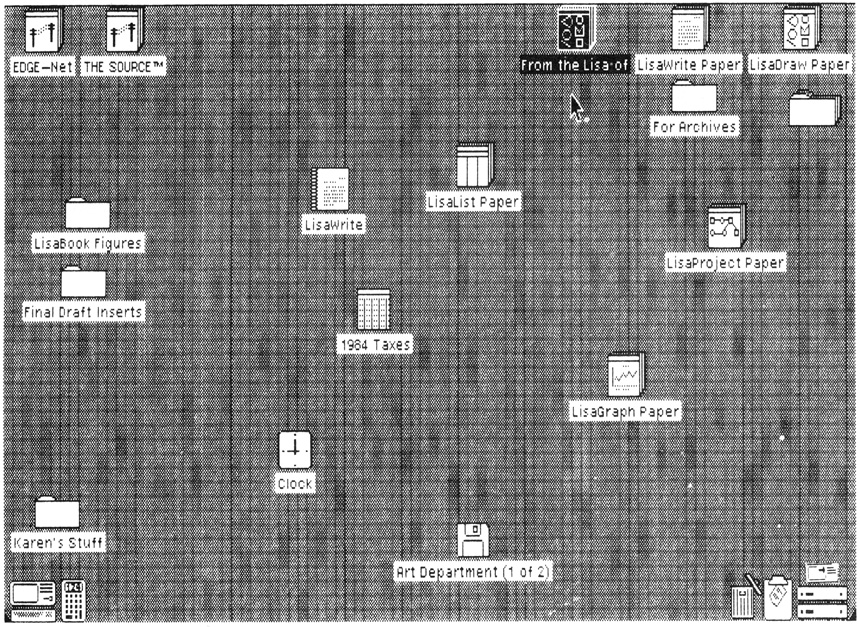 EDGE-Net
THE SOURCE™
From the Lisa-of
LisaWrite Paper
LisaDraw Paper
For Archives
LisaList Paper
LisaWrite
LisaBook Figures
LisaProject Paper
Final Draft Inserts
1984 Taxes
LisaGraph Paper
Clock
Karen's Stuff
Art Department (1 of 2)